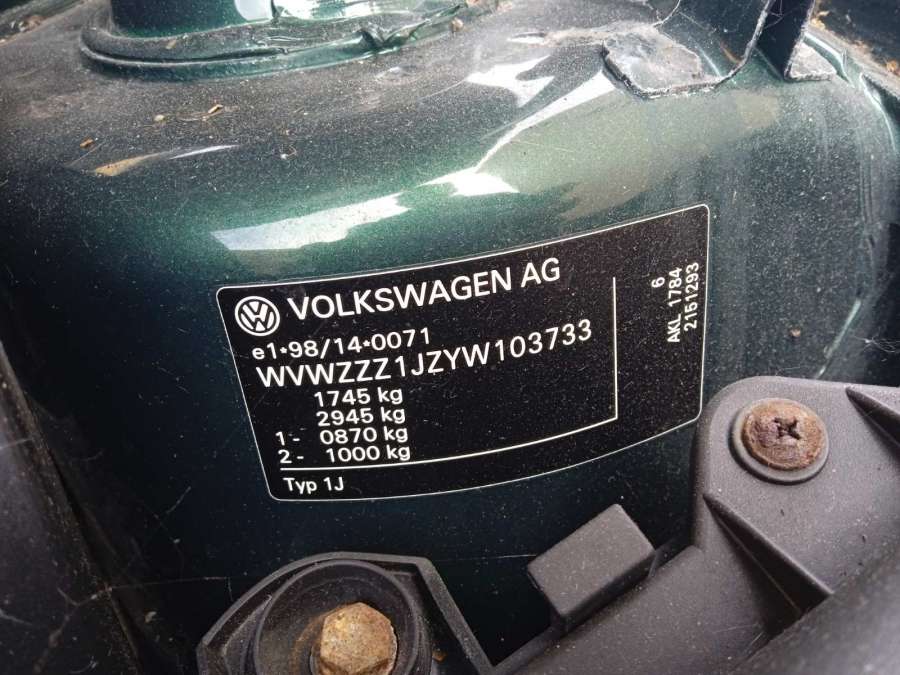 VOLKSWAGEN AG
e1*98/14*0071
WVWZZZ1JZYW103733
1745 kg
2945 kg
1- 0870 kg
2- 1000 kg
Typ 1J
6
AKL 1784
2151293